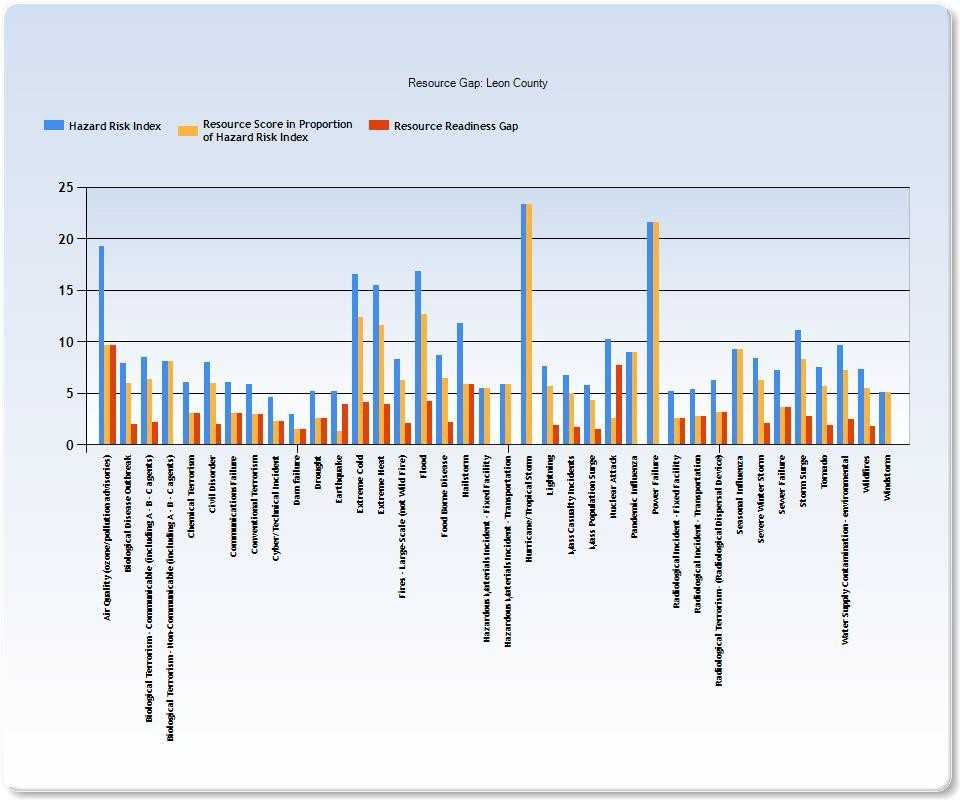 Resource Gap: Leon County
Hazard Risk Index
Resource Score in Proportion
of Hazard Risk Index
Resource Readiness Gap
25
20
15
10
5
0
Air Quality (ozone/pollution advisories)
Biological Disease Outbreak
Biological Terrorism - Communicable (including A - B - C agents)
Biological Terrorism - Non-Communicable (including A - B - C agents)
Chemical Terrorism
Civil Disorder
Communications Failure
Conventional Terrorism
Cyber/Technical Incident
Dam failure
Drought
Earthquake
Extreme Cold
Extreme Heat
Fires - Large-Scale (not Wild Fire)
Flood
Food Borne Disease
Hailstorm
Hazardous Materials Incident - Fixed Facility
Hazardous Materials Incident - Transportation
Hurricane/Tropical Storm
Lightning
Mass Casualty Incidents
Mass Population Surge
Nuclear Attack
Pandemic Influenza
Power Failure
Radiological Incident - Fixed Facility
Radiological Incident - Transportation
Radiological Terrorism- (Radiological Dispersal Device)
Seasonal Influenza
Severe Winter Storm
Sewer Failure
Storm Surge
Tornado
Water Supply Contamination - environmental
Wildfires
Windstorm